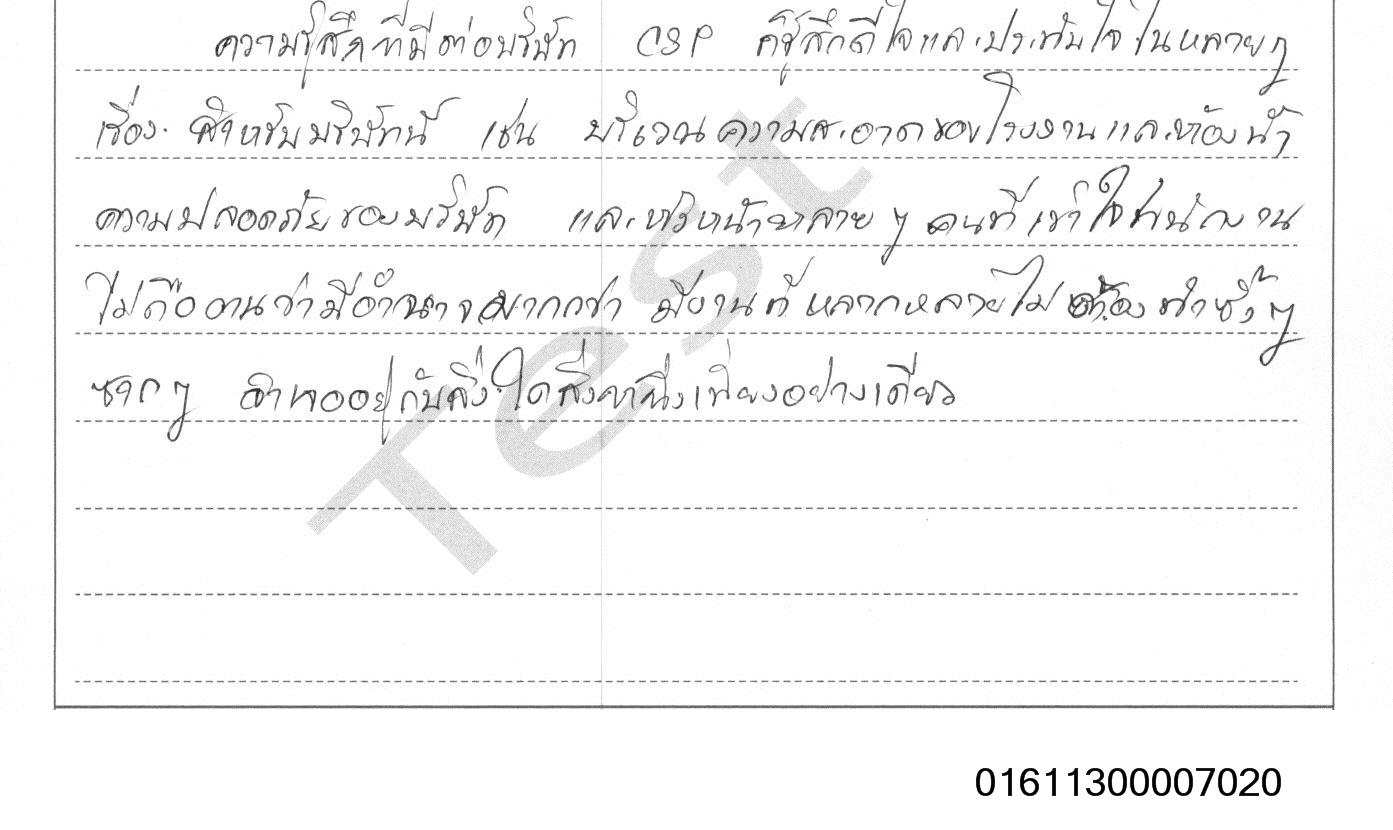 ความรู้สึกที่มีต่อบริษัท CSP ก็รู้สึกดีใจและประทับใจในหลายๆ
เรื่อง สำหรับบริษัทนี้ เช่น บริเวณความสะอาดของโรงงานและห้องน้ำ
ความปลอดภัยของบริษัท และหัวหน้าหลายๆ คนที่เข้าใจพนักงาน
ไม่ถือตนว่ามีอำนาจมากกว่า มีงานที่หลากหลายไม่ต้องทำซ้ำๆ
ซากๆ จำเจอยู่กับสิ่งใดสิ่งหนึ่งเพียงอย่างเดียว
Test
01611300007020